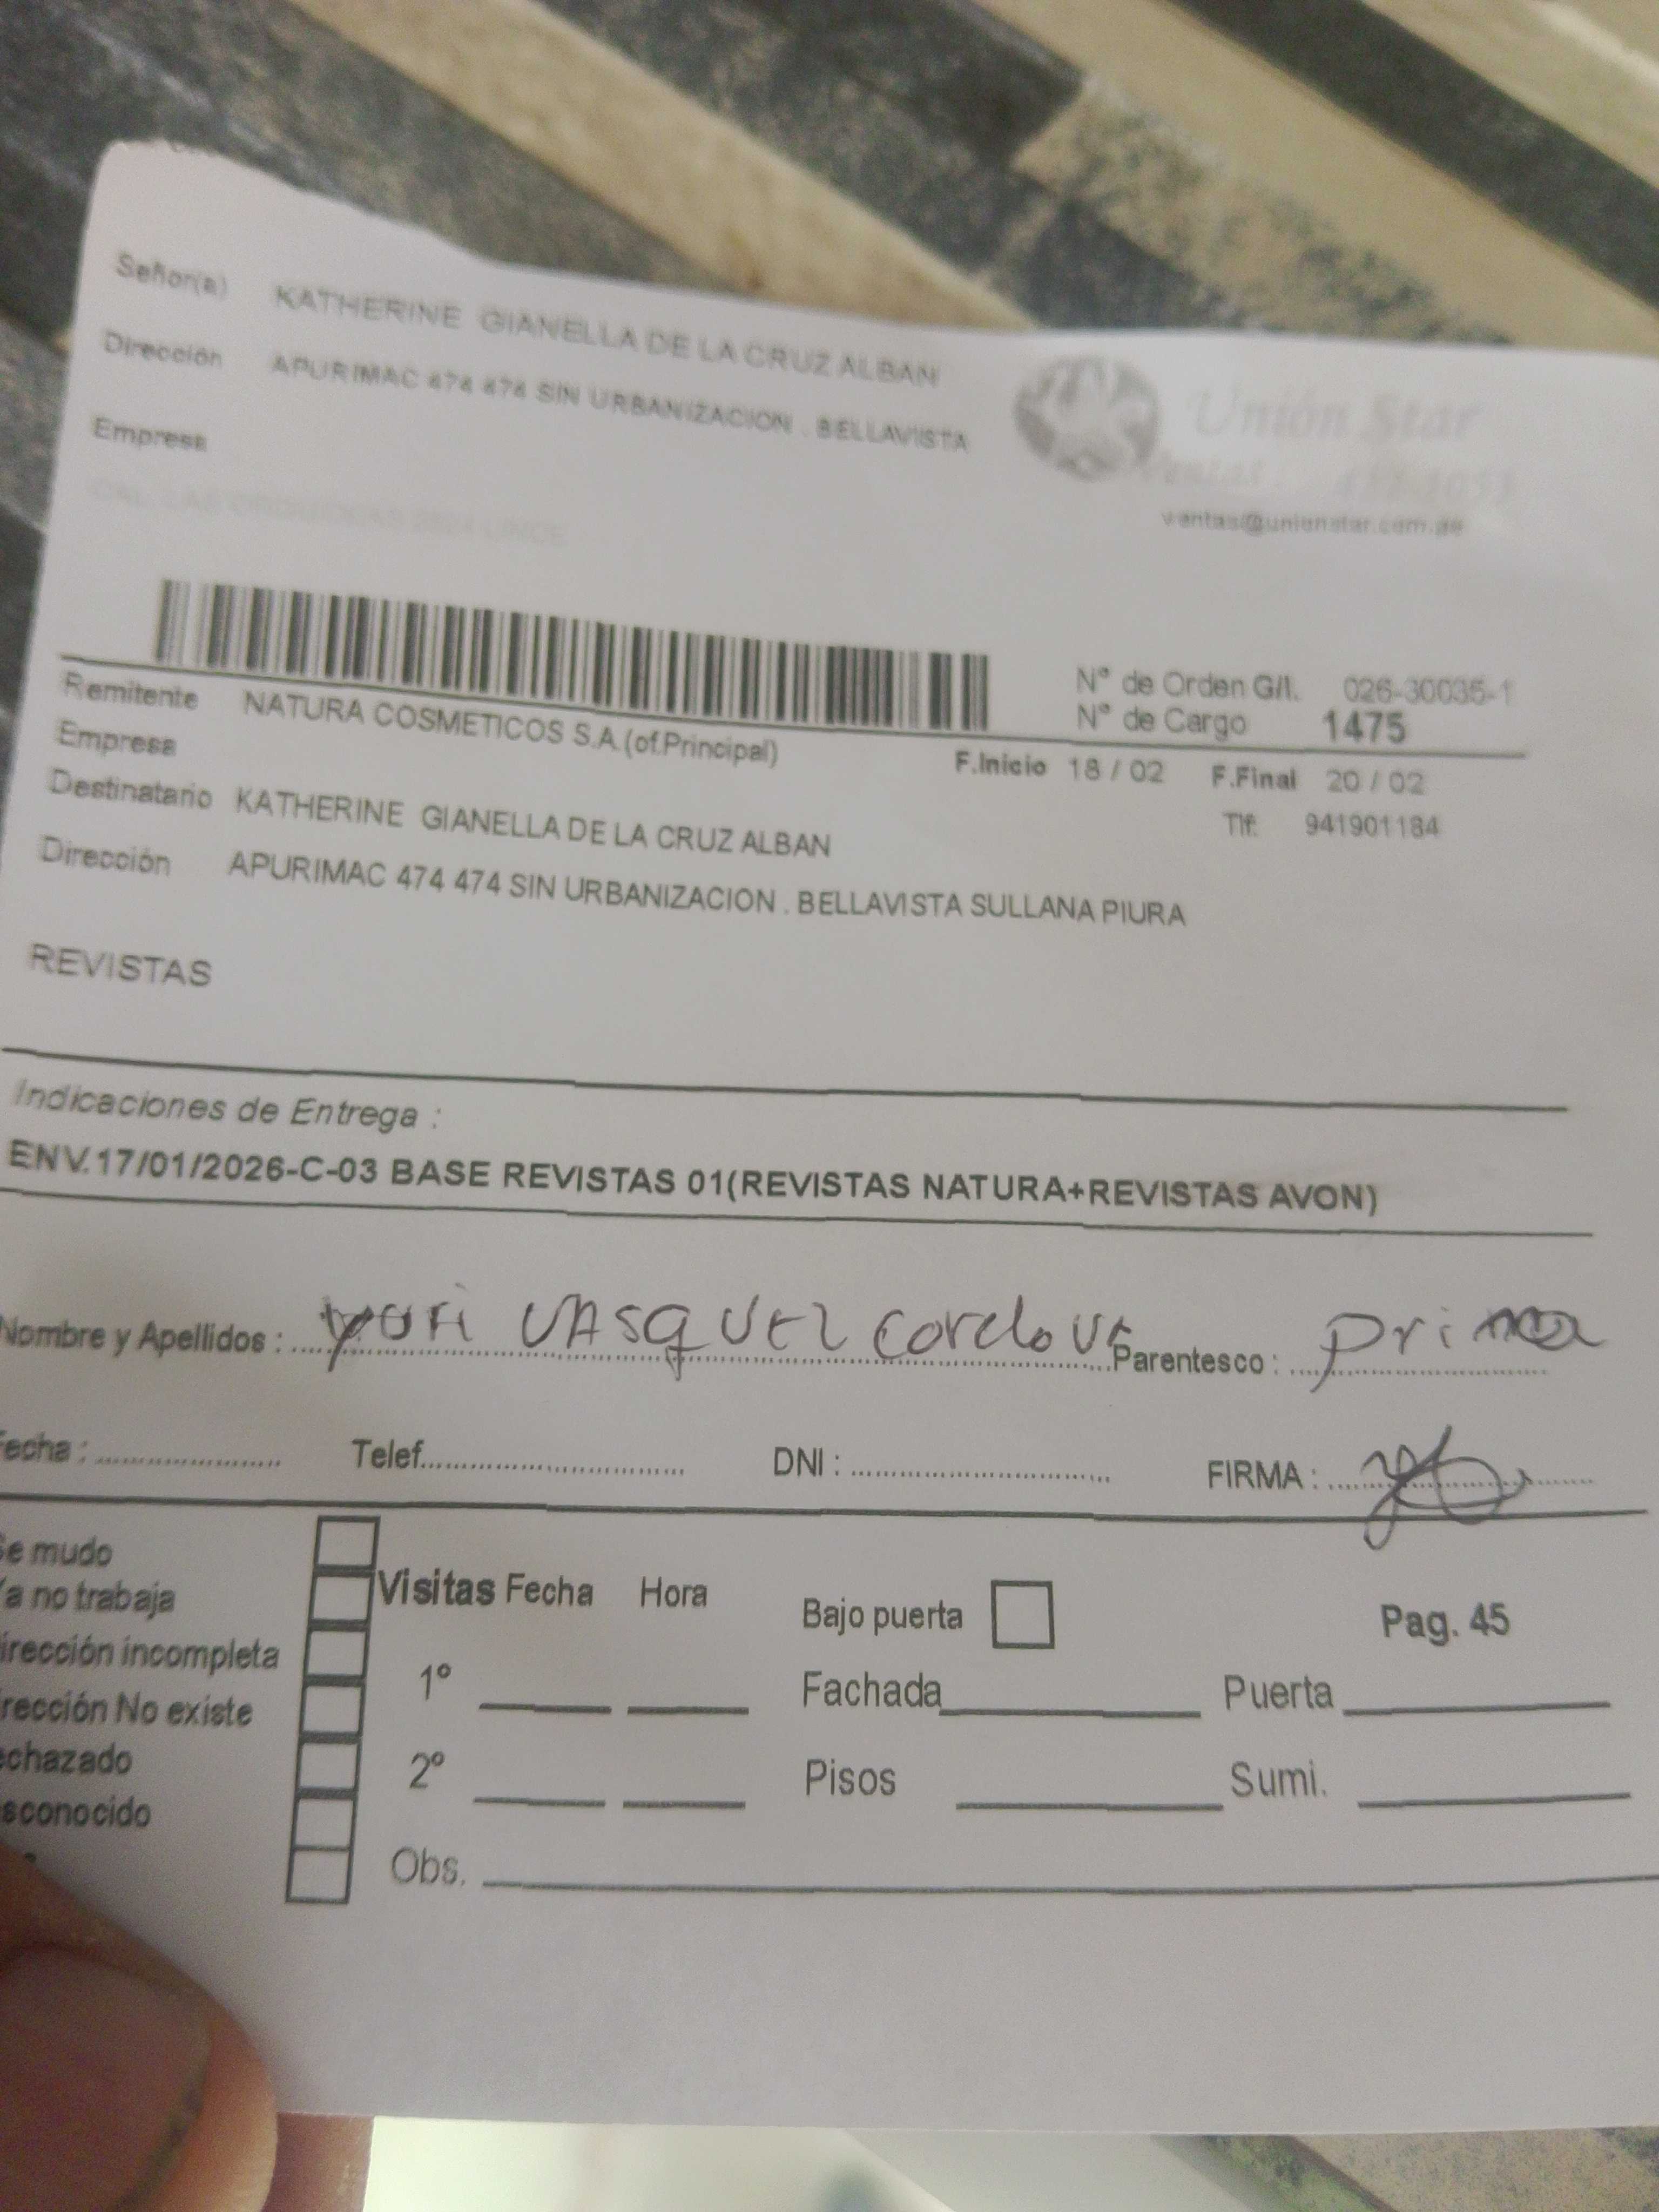 Señor(a) KATHERINE GIANELLA DE LA CRUZ ALBAN
Dirección APURIMAC 474 474 SIN URBANIZACION . BELLAVISTA
Empresa
Unión Star
ventas@unionstar.com.pe
N° de Orden G/I. 026-30035-1
N° de Cargo 1475
Remitente NATURA COSMETICOS S.A.(of.Principal)
Empresa
F.Inicio 18 / 02 F.Final 20 / 02
Destinatario KATHERINE GIANELLA DE LA CRUZ ALBAN
Tlf: 941901184
Dirección APURIMAC 474 474 SIN URBANIZACION . BELLAVISTA SULLANA PIURA
REVISTAS
Indicaciones de Entrega :
ENV.17/01/2026-C-03 BASE REVISTAS 01(REVISTAS NATURA+REVISTAS AVON)
Nombre y Apellidos : VASQUEZ Parentesco : prima
Fecha : Telef. DNI : FIRMA :
Se mudo
Ya no trabaja
irección incompleta
rección No existe
echazado
sconocido
Visitas Fecha Hora
1°
2°
Obs.
Bajo puerta
Pag. 45
Fachada Puerta
Pisos Sumi.